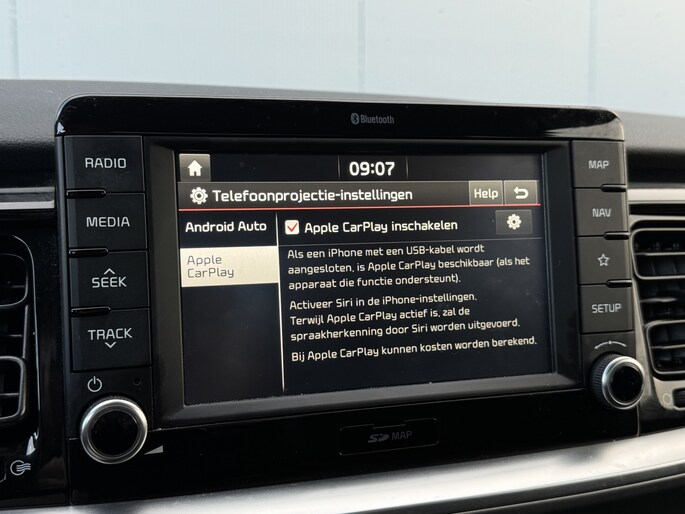 Bluetooth
RADIO
MEDIA
SEEK
TRACK
09:07
Telefoonprojectie-instellingen
Help
Android Auto
Apple
CarPlay
Apple CarPlay inschakelen
Als een iPhone met een USB-kabel wordt
aangesloten, is Apple CarPlay beschikbaar (als het
apparaat die functie ondersteunt).
Activeer Siri in de iPhone-instellingen.
Terwijl Apple CarPlay actief is, zal de
spraakherkenning door Siri worden uitgevoerd.
Bij Apple CarPlay kunnen kosten worden berekend.
MAP
NAV
SETUP
SD MAP